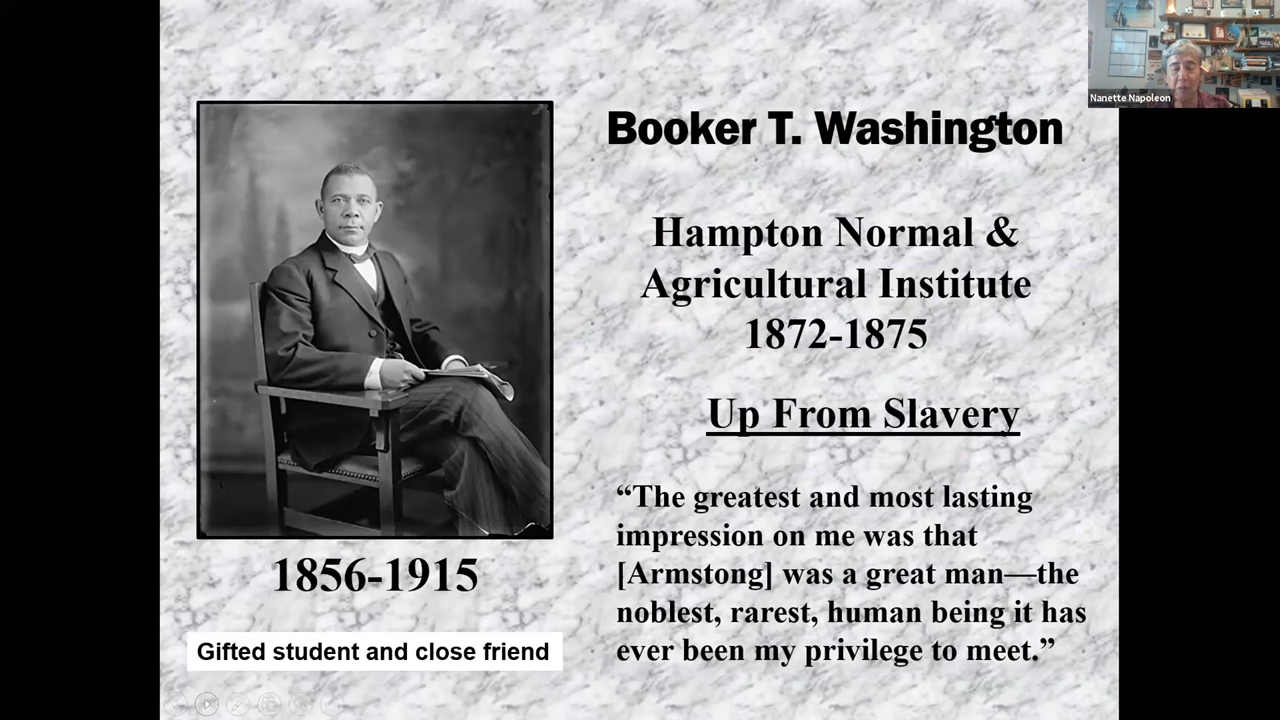 Nanette Napoleon
Booker T. Washington
Hampton Normal &
Agricultural Institute
1872-1875
Up From Slavery
“The greatest and most lasting
impression on me was that
[Armstong] was a great man—the
noblest, rarest, human being it has
ever been my privilege to meet.”
1856-1915
Gifted student and close friend